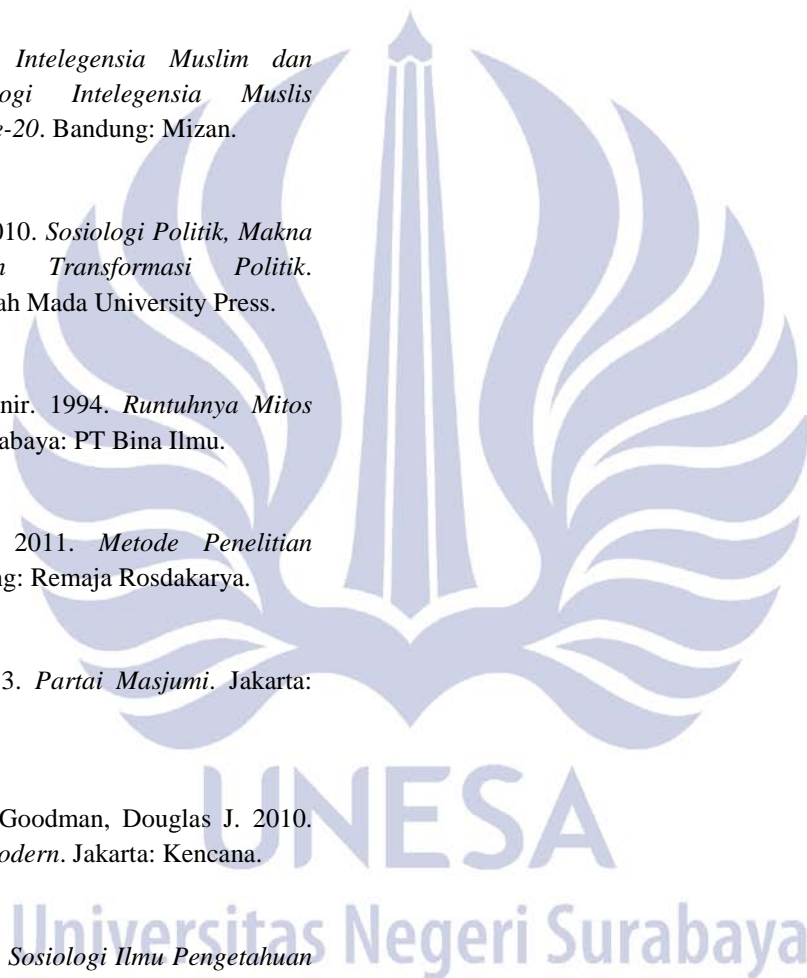 Intelegensia Muslim dan
ogi Intelegensia Muslis
e-20. Bandung: Mizan.
010. Sosiologi Politik, Makna
n Transformasi Politik.
ah Mada University Press.
nir. 1994. Runtuhnya Mitos
rabaya: PT Bina Ilmu.
2011. Metode Penelitian
ng: Remaja Rosdakarya.
3. Partai Masjumi. Jakarta:
Goodman, Douglas J. 2010.
odern. Jakarta: Kencana.
Sosiologi Ilmu Pengetahuan
UNESA
Universitas Negeri Surabaya